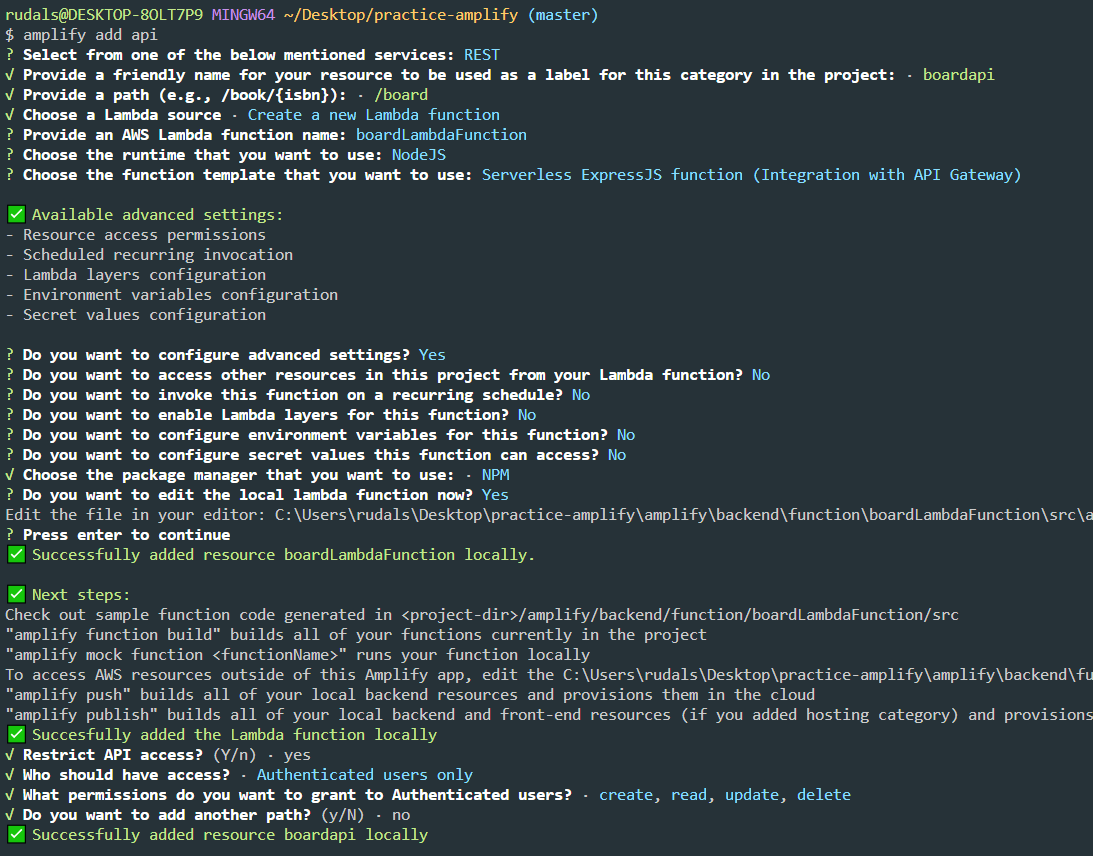 rudals@DESKTOP-8OLT7P9 MINGW64 ~/Desktop/practice-amplify (master)
$ amplify add api
? Select from one of the below mentioned services: REST
√ Provide a friendly name for your resource to be used as a label for this category in the project: · boardapi
√ Provide a path (e.g., /book/{isbn}): · /board
√ Choose a Lambda source · Create a new Lambda function
? Provide an AWS Lambda function name: boardLambdaFunction
? Choose the runtime that you want to use: NodeJS
? Choose the function template that you want to use: Serverless ExpressJS function (Integration with API Gateway)
✅ Available advanced settings:
- Resource access permissions
- Scheduled recurring invocation
- Lambda layers configuration
- Environment variables configuration
- Secret values configuration
? Do you want to configure advanced settings? Yes
? Do you want to access other resources in this project from your Lambda function? No
? Do you want to invoke this function on a recurring schedule? No
? Do you want to enable Lambda layers for this function? No
? Do you want to configure environment variables for this function? No
? Do you want to configure secret values this function can access? No
√ Choose the package manager that you want to use: · NPM
? Do you want to edit the local lambda function now? Yes
Edit the file in your editor: C:\Users\rudals\Desktop\practice-amplify\amplify\backend\function\boardLambdaFunction\src\a
? Press enter to continue
✅ Successfully added resource boardLambdaFunction locally.
✅ Next steps:
Check out sample function code generated in <project-dir>/amplify/backend/function/boardLambdaFunction/src
"amplify function build" builds all of your functions currently in the project
"amplify mock function <functionName>" runs your function locally
To access AWS resources outside of this Amplify app, edit the C:\Users\rudals\Desktop\practice-amplify\amplify\backend\fu
"amplify push" builds all of your local backend resources and provisions them in the cloud
"amplify publish" builds all of your local backend and front-end resources (if you added hosting category) and provisions
✅ Succesfully added the Lambda function locally
√ Restrict API access? (Y/n) · yes
√ Who should have access? · Authenticated users only
√ What permissions do you want to grant to Authenticated users? · create, read, update, delete
√ Do you want to add another path? (y/N) · no
✅ Successfully added resource boardapi locally